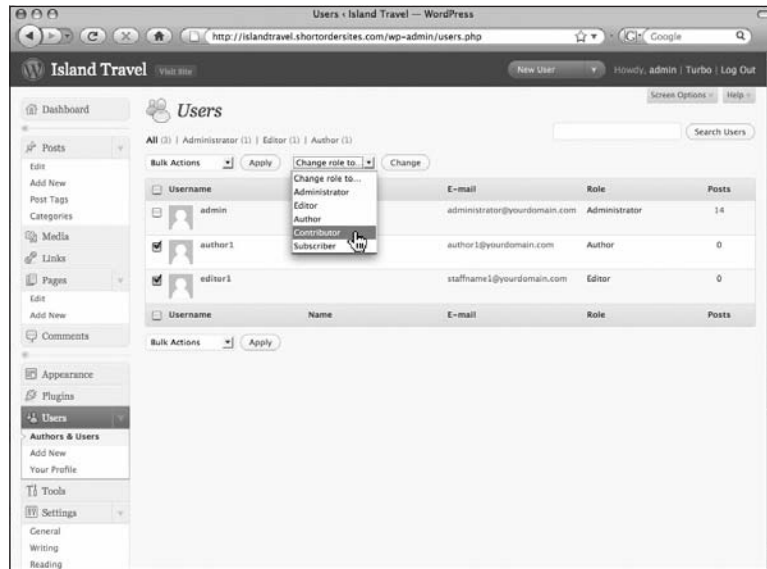 Users ‹ Island Travel — WordPress
http://islandtravel.shortordersites.com/wp-admin/users.php
Google
Island Travel
Visit Site
New User
Howdy, admin | Turbo | Log Out
Screen Options
Help
Dashboard
Users
All (3) | Administrator (1) | Editor (1) | Author (1)
Search Users
Posts
Edit
Add New
Post Tags
Categories
Media
Links
Pages
Edit
Add New
Comments
Appearance
Plugins
Users
Authors & Users
Add New
Your Profile
Tools
Settings
General
Writing
Reading
Bulk Actions
Apply
Change role to...
Change
Change role to...
Administrator
Editor
Author
Contributor
Subscriber
Username E-mail Role Posts
admin administrator@yourdomain.com Administrator 14
author1 author1@yourdomain.com Author 0
editor1 staffname1@yourdomain.com Editor 0
Username Name E-mail Role Posts
Bulk Actions
Apply